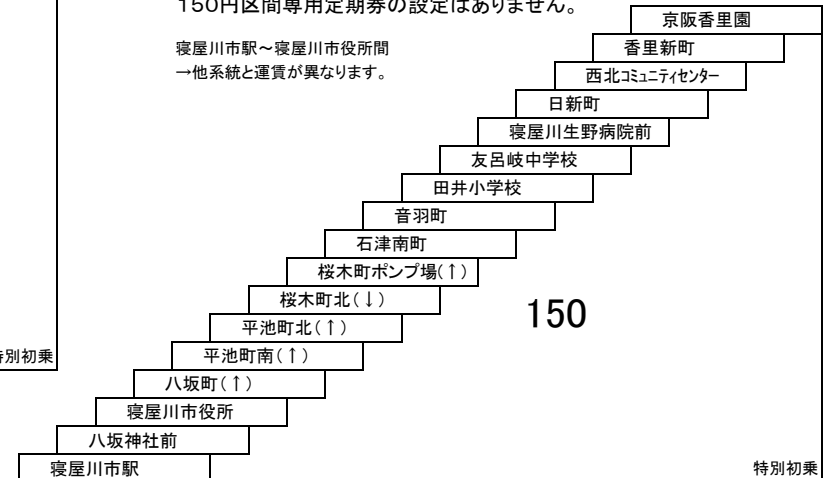 150円区間専用定期券の設定はありません。
京阪香里園
寝屋川市駅～寝屋川市役所間
香里新町
→他系統と運賃が異なります。
西北コミュニティセンター
日新町
寝屋川生野病院前
友呂岐中学校
田井小学校
音羽町
石津南町
桜木町ポンプ場(↑)
桜木町北(↓)
150
平池町北(↑)
特別初乗
平池町南(↑)
八坂町(↑)
寝屋川市役所
八坂神社前
寝屋川市駅
特別初乗